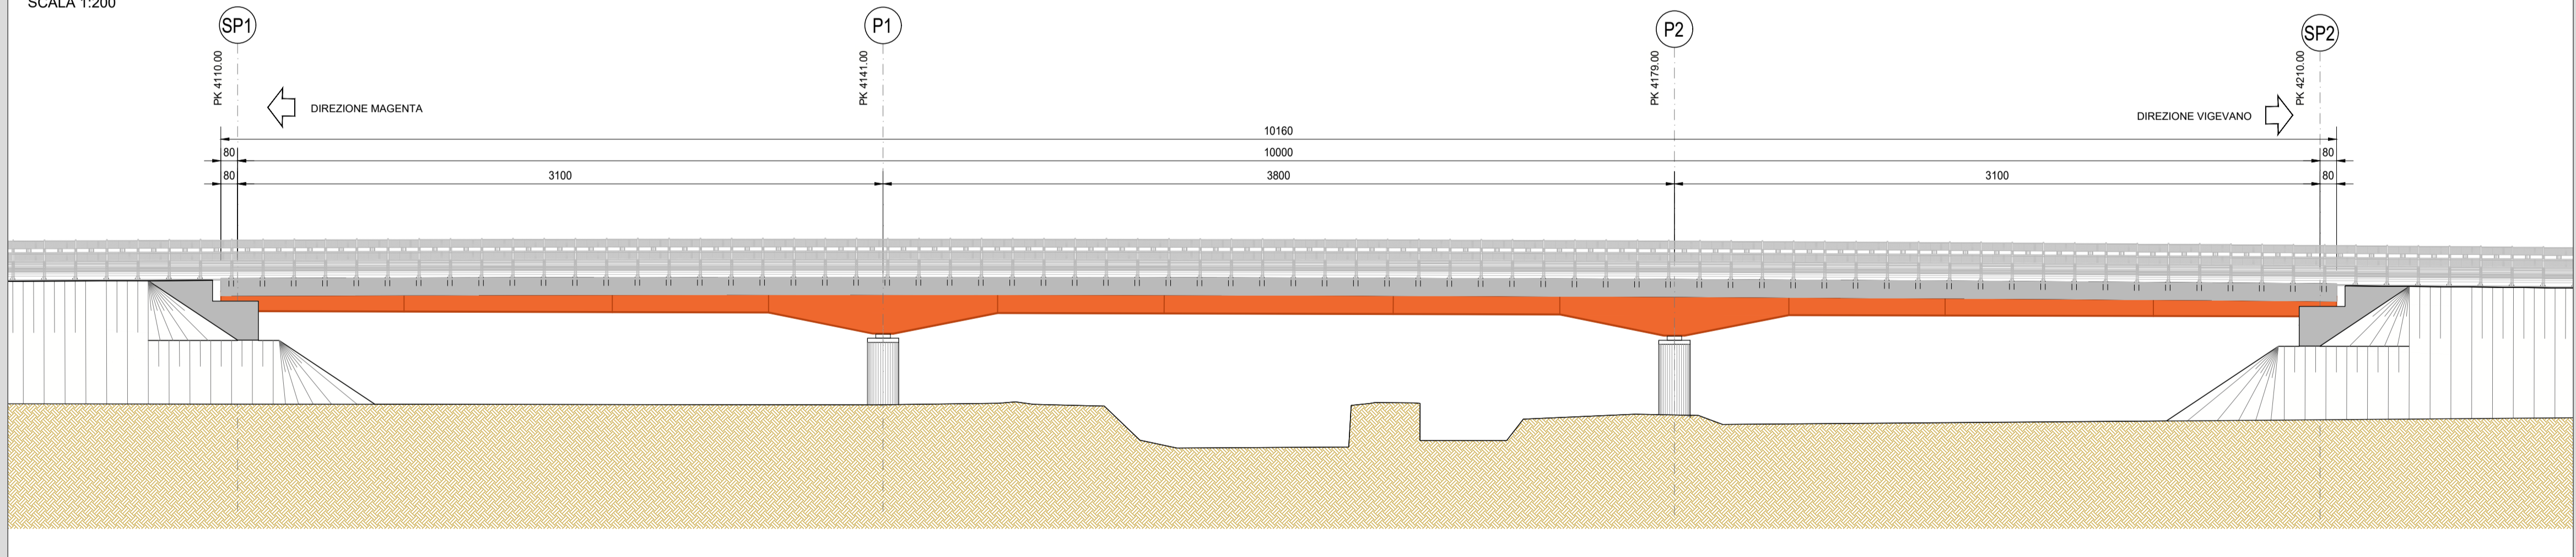 SCALA 1:200
SP1
P1
P2
SP2
PK 4110.00
PK 4141.00
PK 4179.00
PK 4210.00
DIREZIONE MAGENTA
DIREZIONE VIGEVANO
10160
80
10000
80
80
3100
3800
3100
80